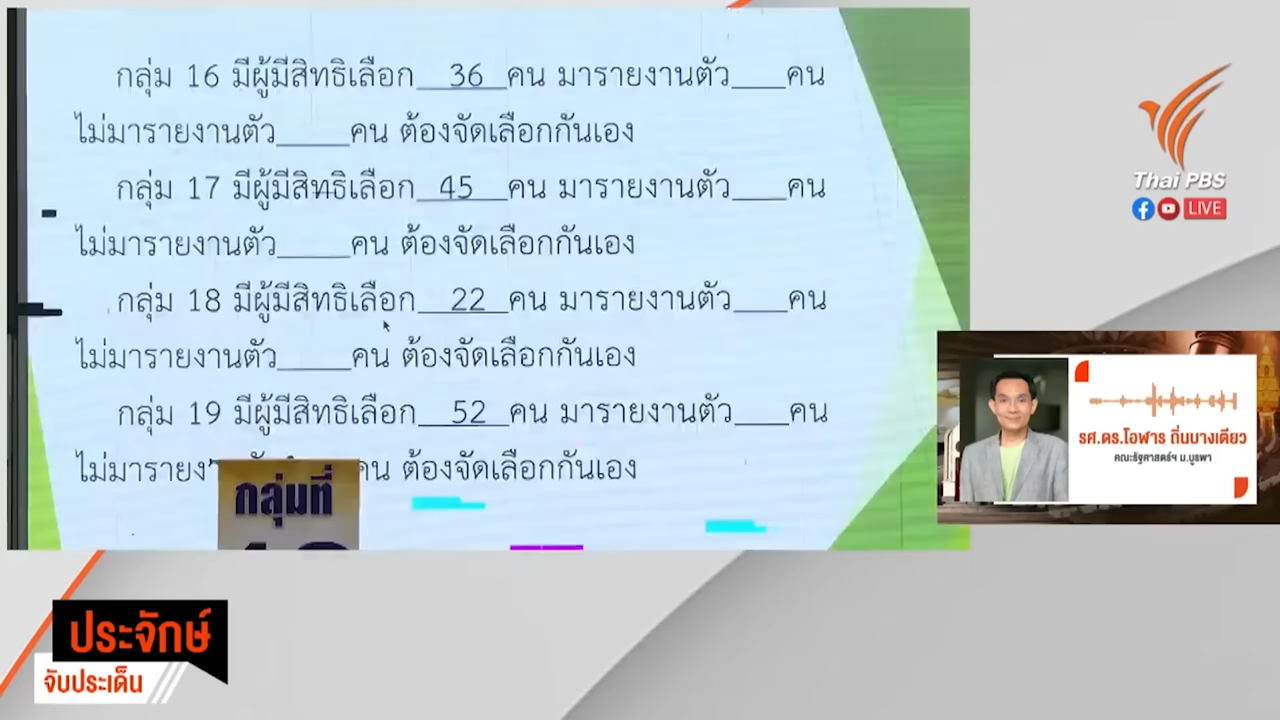 กลุ่ม 16 มีผู้มีสิทธิเลือก 36 คน มารายงานตัว___คน
ไม่มารายงานตัว_____คน ต้องจัดเลือกกันเอง
กลุ่ม 17 มีผู้มีสิทธิเลือก 45 คน มารายงานตัว___คน
ไม่มารายงานตัว_____คน ต้องจัดเลือกกันเอง
กลุ่ม 18 มีผู้มีสิทธิเลือก 22 คน มารายงานตัว___คน
ไม่มารายงานตัว_____คน ต้องจัดเลือกกันเอง
กลุ่ม 19 มีผู้มีสิทธิเลือก 52 คน มารายงานตัว___คน
คน ต้องจัดเลือกกันเอง
กลุ่มที่
Thai PBS
LIVE
รศ.ดร.โอฬาร ถิ่นบางเตียว
คณะรัฐศาสตร์ฯ ม.บูรพา
ประจักษ์
จับประเด็น